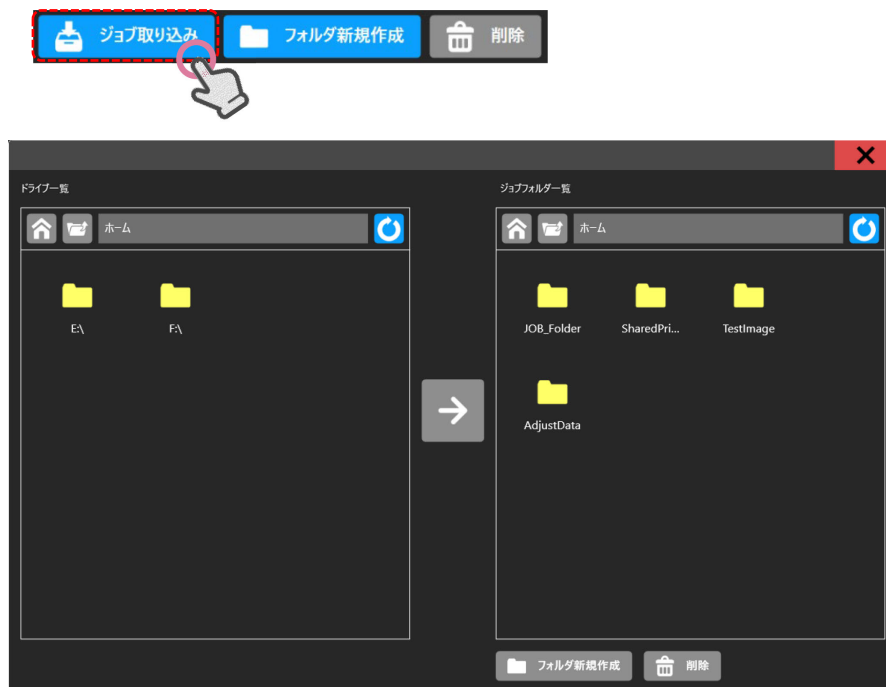 ジョブ取り込み フォルダ新規作成 削除
ドライブ一覧
ホーム
E:\ F:\
ジョブフォルダ一覧
ホーム
JOB_Folder SharedPri... TestImage
AdjustData
フォルダ新規作成 削除